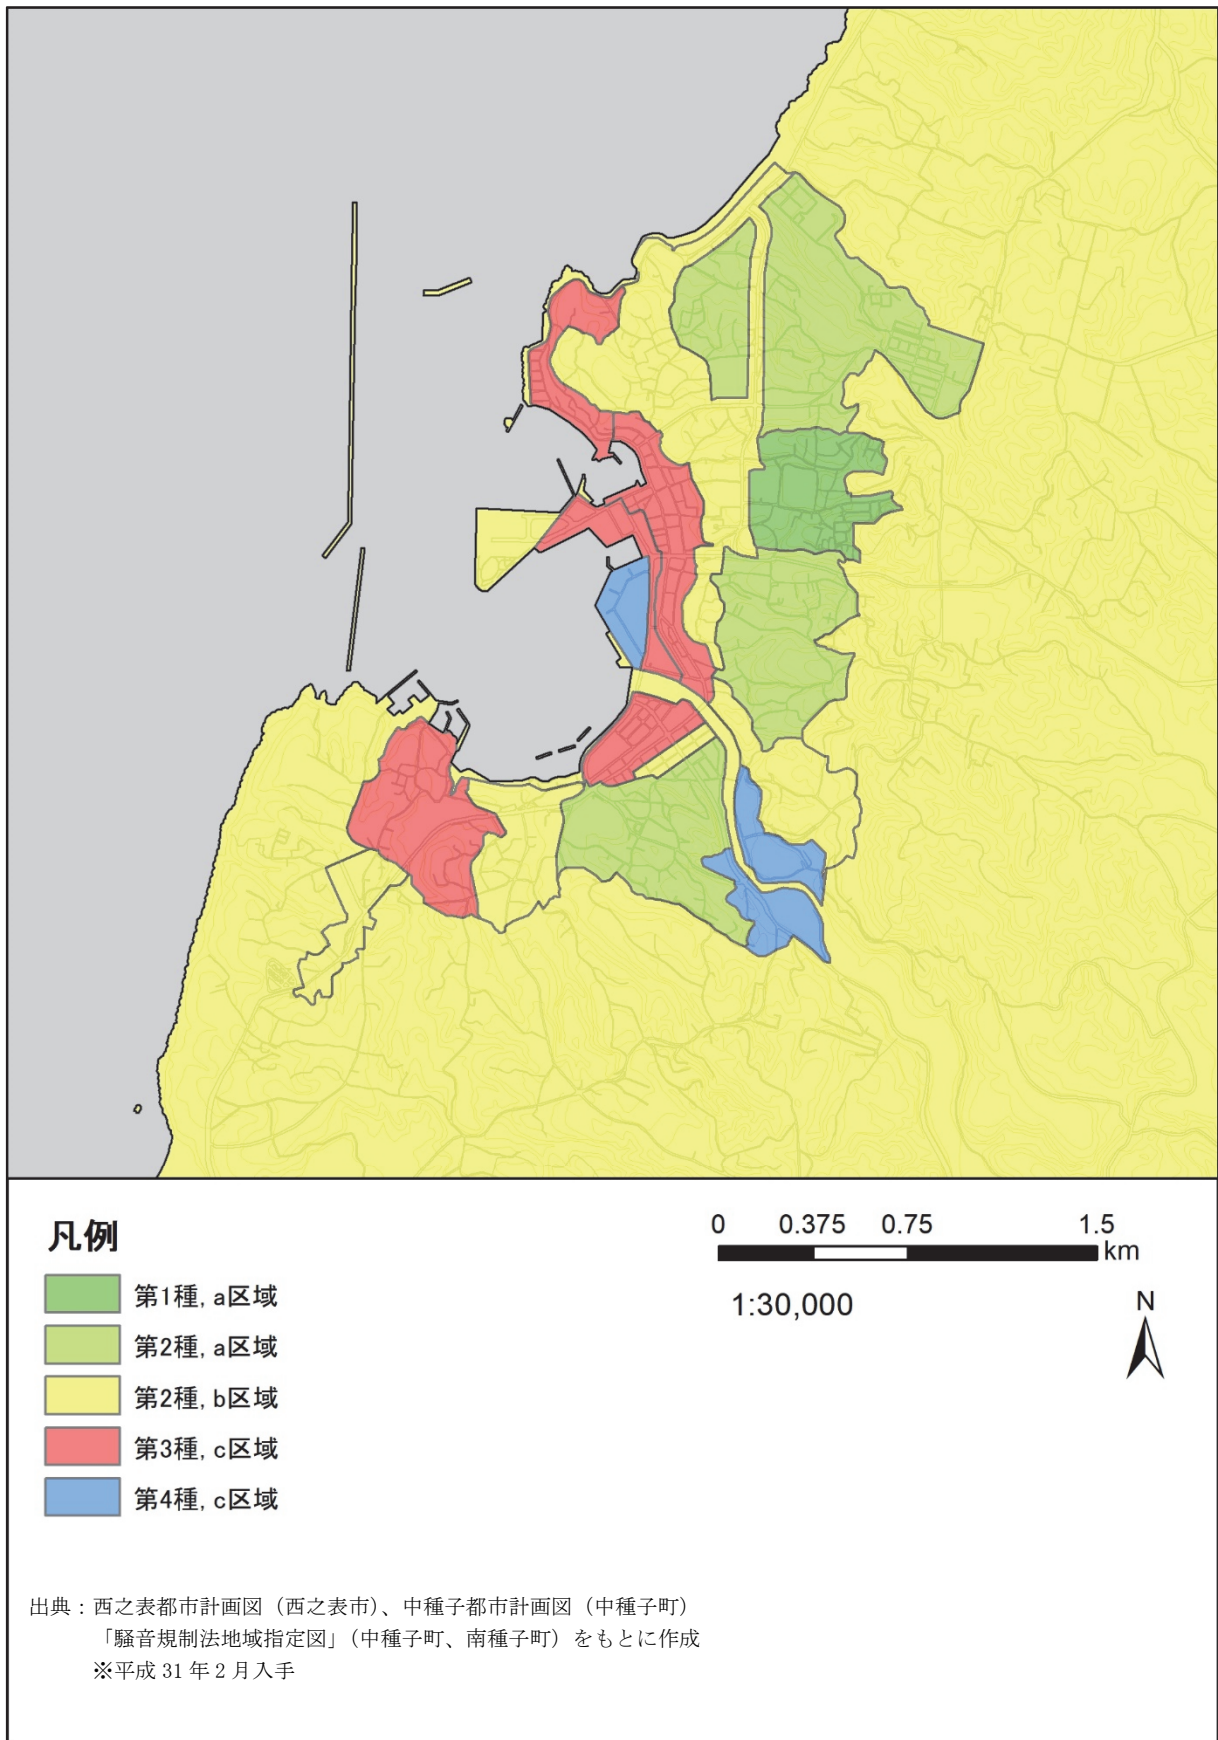 凡例
第1種, a区域
第2種, a区域
第2種, b区域
第3種, c区域
第4種, c区域
0 0.375 0.75 1.5
km
1:30,000
N
出典：西之表都市計画図（西之表市）、中種子都市計画図（中種子町）
「騒音規制法地域指定図」（中種子町、南種子町）をもとに作成
※平成 31 年 2 月入手